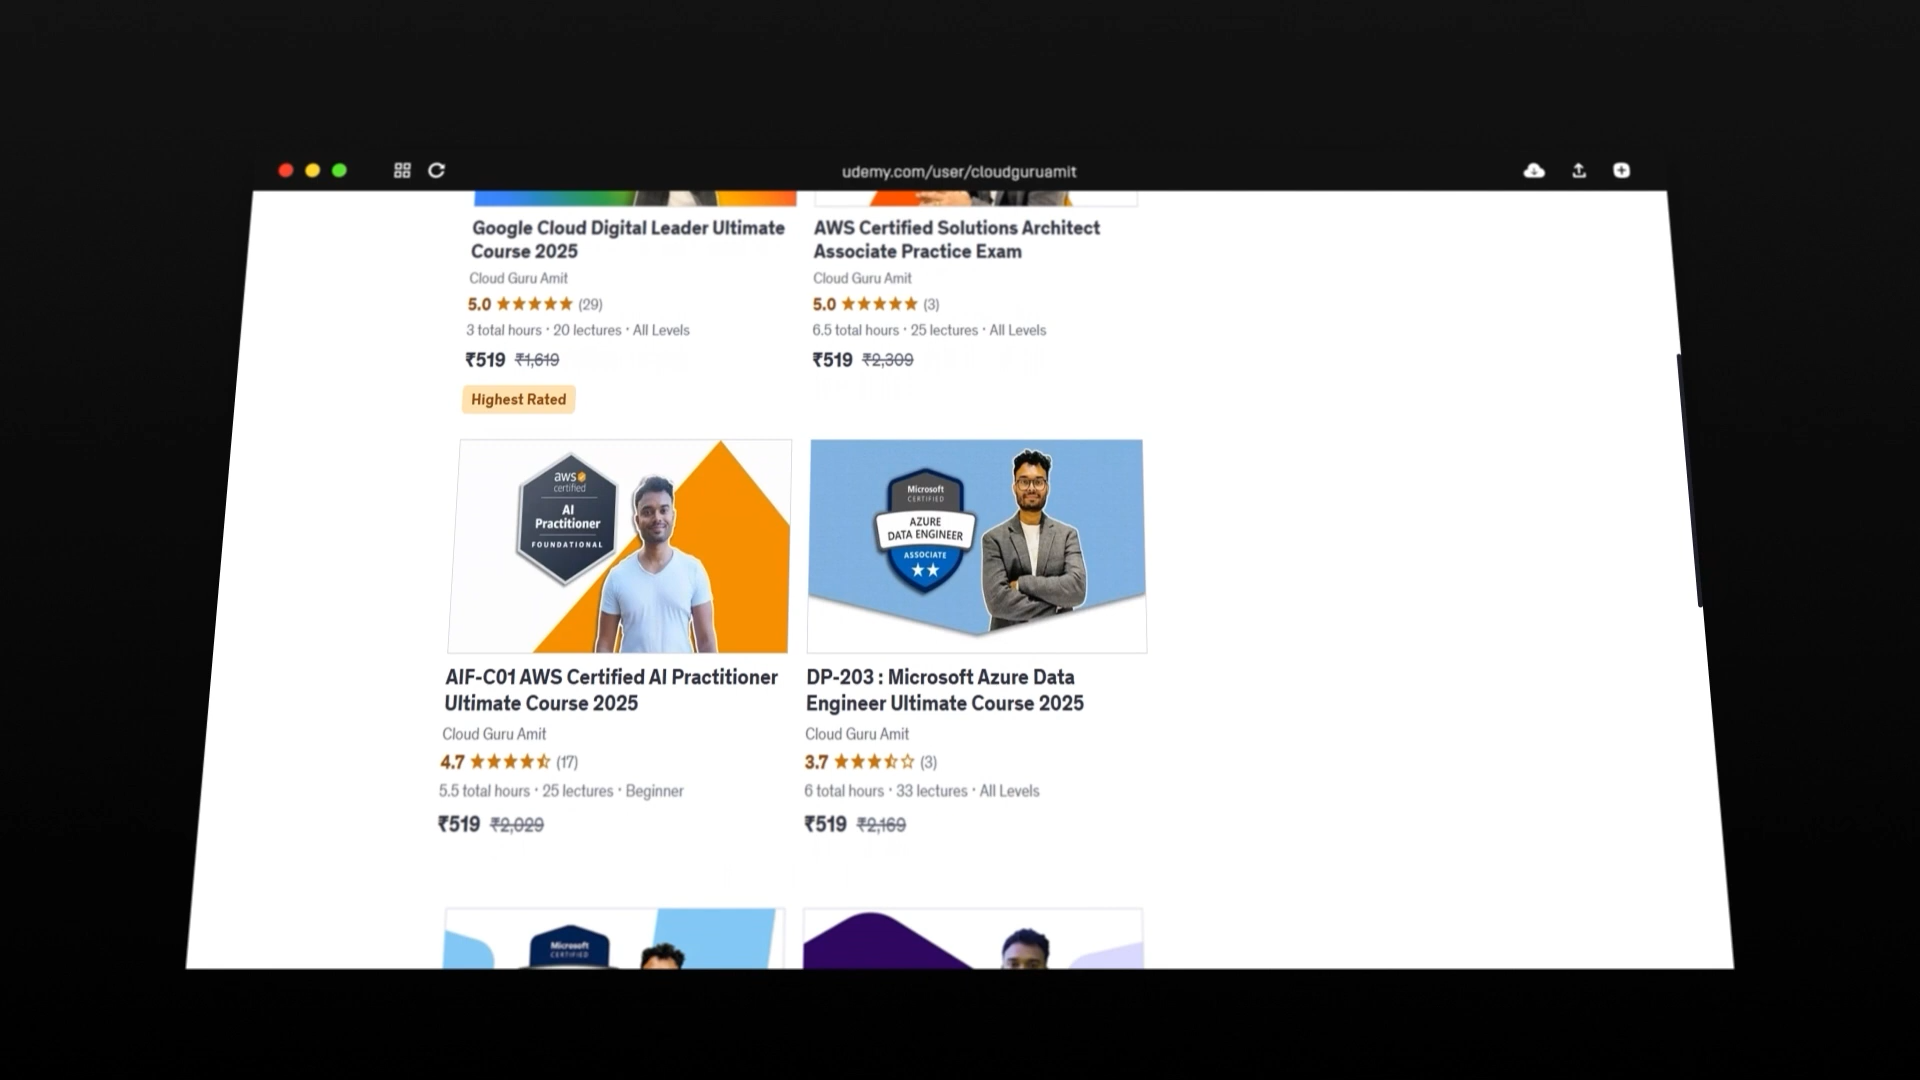 udemy.com/user/cloudguruamit
Google Cloud Digital Leader Ultimate
Course 2025
Cloud Guru Amit
5.0 (29)
3 total hours · 20 lectures · All Levels
₹519 ₹1,619
Highest Rated
AWS Certified Solutions Architect
Associate Practice Exam
Cloud Guru Amit
5.0 (3)
6.5 total hours · 25 lectures · All Levels
₹519 ₹2,309
aws
certified
AI
Practitioner
FOUNDATIONAL
AIF-C01 AWS Certified AI Practitioner
Ultimate Course 2025
Cloud Guru Amit
4.7 (17)
5.5 total hours · 25 lectures · Beginner
₹519 ₹2,029
Microsoft
CERTIFIED
AZURE
DATA ENGINEER
ASSOCIATE
DP-203 : Microsoft Azure Data
Engineer Ultimate Course 2025
Cloud Guru Amit
3.7 (3)
6 total hours · 33 lectures · All Levels
₹519 ₹2,169
Microsoft
CERTIFIED